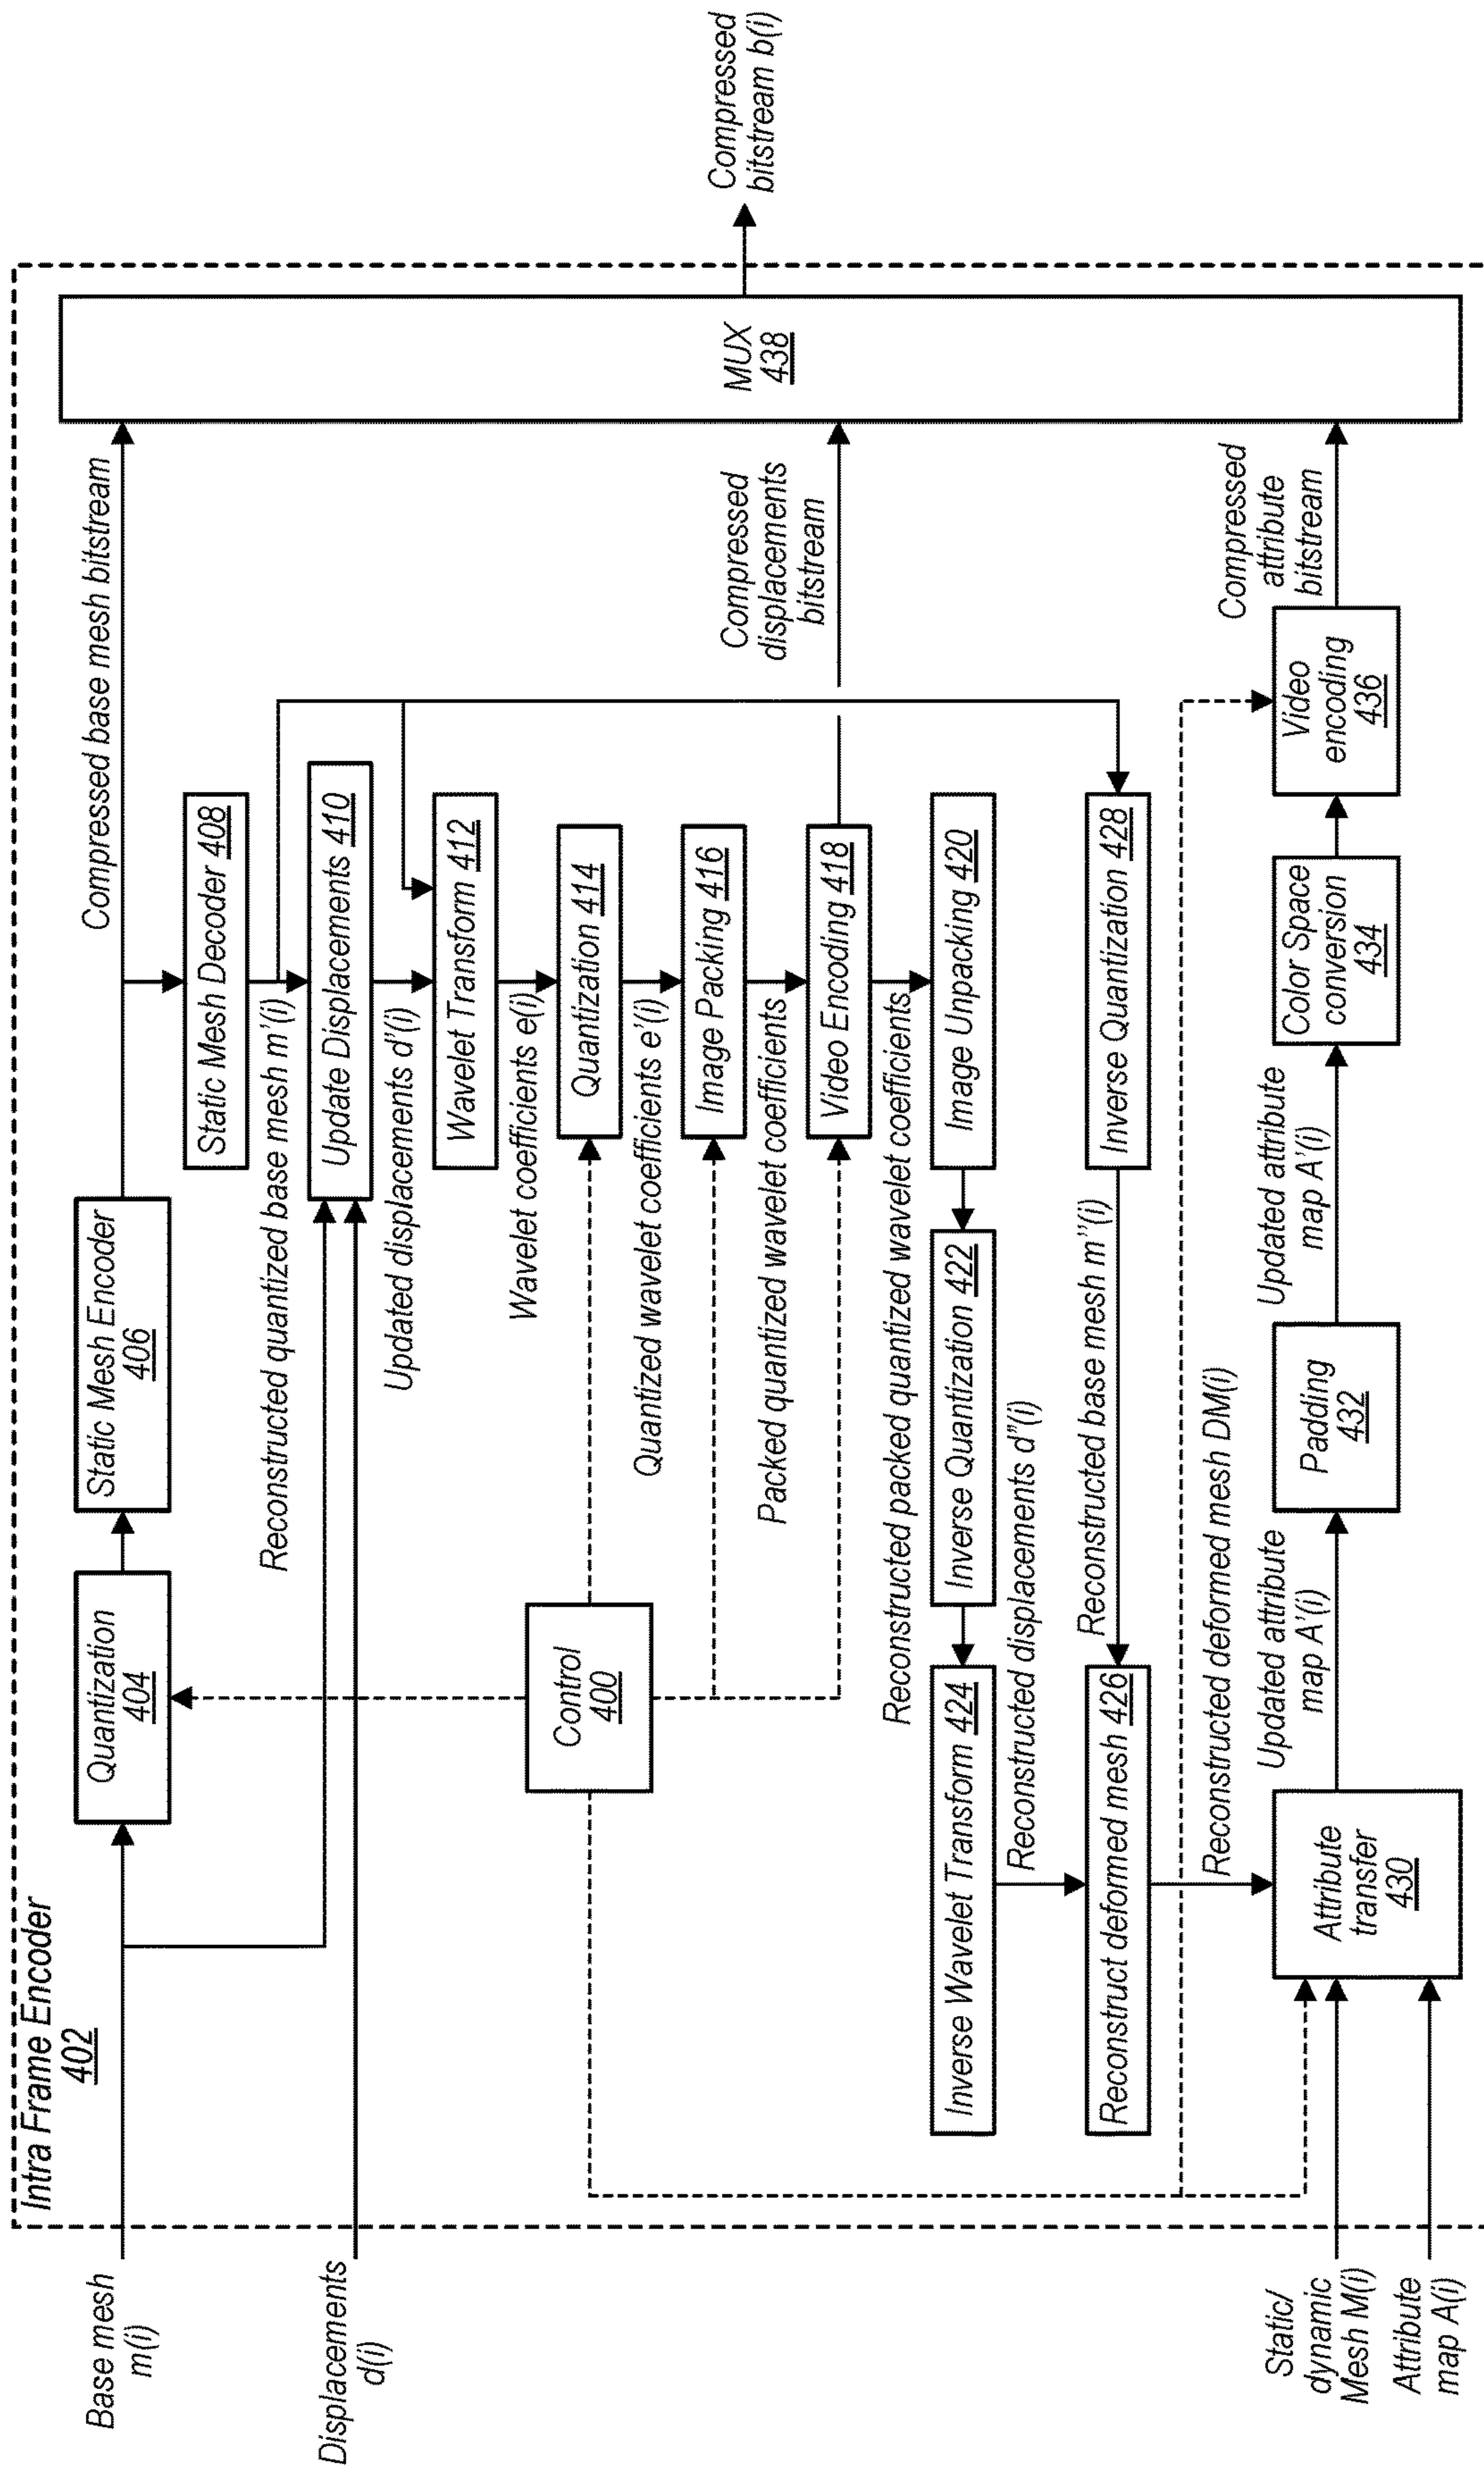 Intra Frame Encoder
402
Base mesh
m(i)
Quantization
404
Static Mesh Encoder
406
Compressed base mesh bitstream
Static Mesh Decoder 408
Reconstructed quantized base mesh m'(i)
Displacements
d(i)
Update Displacements 410
Updated displacements d'(i)
Wavelet Transform 412
Wavelet coefficients e(i)
Control
400
Quantization 414
Quantized wavelet coefficients e'(i)
Image Packing 416
Packed quantized wavelet coefficients
Video Encoding 418
Compressed
displacements
bitstream
Reconstructed packed quantized wavelet coefficients
Image Unpacking 420
Inverse Quantization 422
Inverse Wavelet Transform 424
Reconstructed displacements d''(i)
Inverse Quantization 428
Reconstructed base mesh m''(i)
Reconstruct deformed mesh 426
Reconstructed deformed mesh DM(i)
Static/
dynamic
Mesh M(i)
Attribute
map A(i)
Attribute
transfer
430
Updated attribute
map A'(i)
Padding
432
Updated attribute
map A'(i)
Color Space
conversion
434
Video
encoding
436
Compressed
attribute
bitstream
MUX
438
Compressed
bitstream b(i)